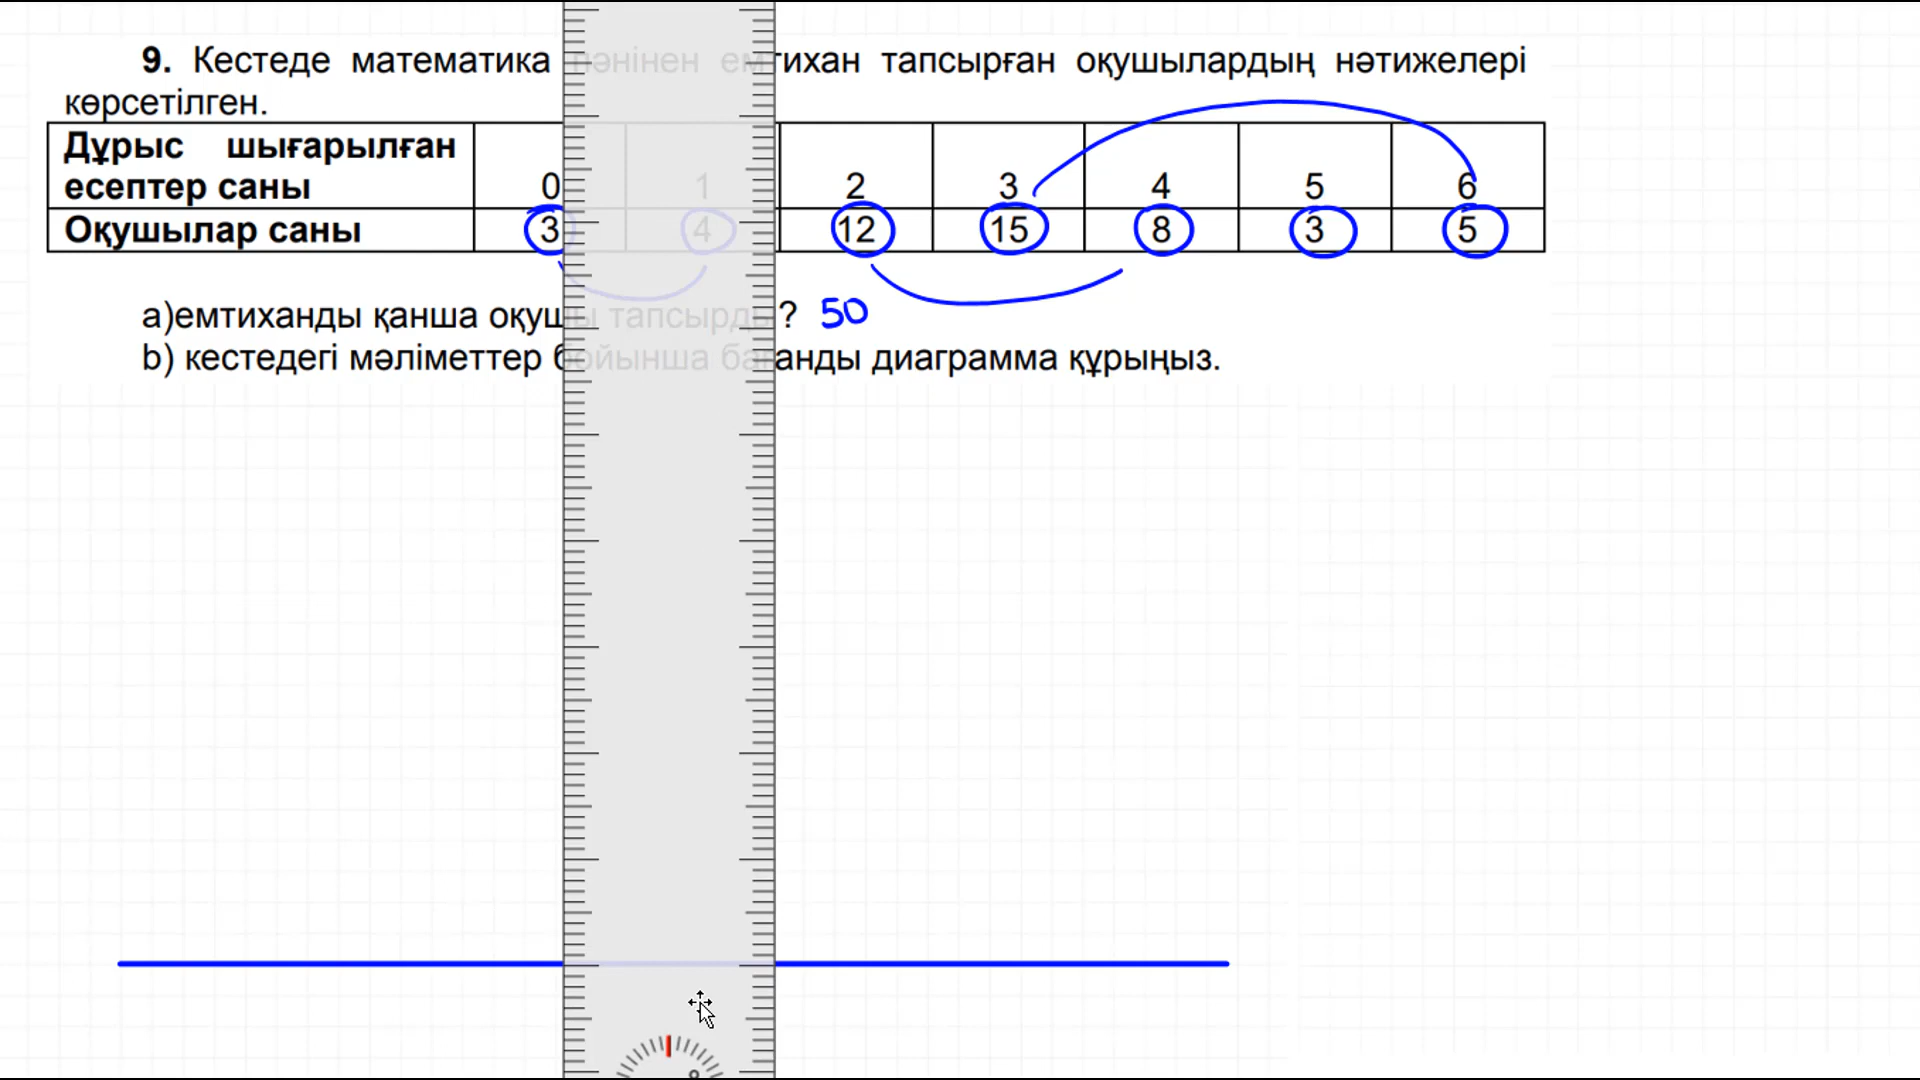 9. Кестеде математика пәнінен емтихан тапсырған оқушылардың нәтижелері
көрсетілген.
Дұрыс шығарылған
есептер саны 0 1 2 3 4 5 6
Оқушылар саны 3 4 12 15 8 3 5
a)емтиханды қанша оқушы тапсырды? 50
b) кестедегі мәліметтер бойынша бағанды диаграмма құрыңыз.